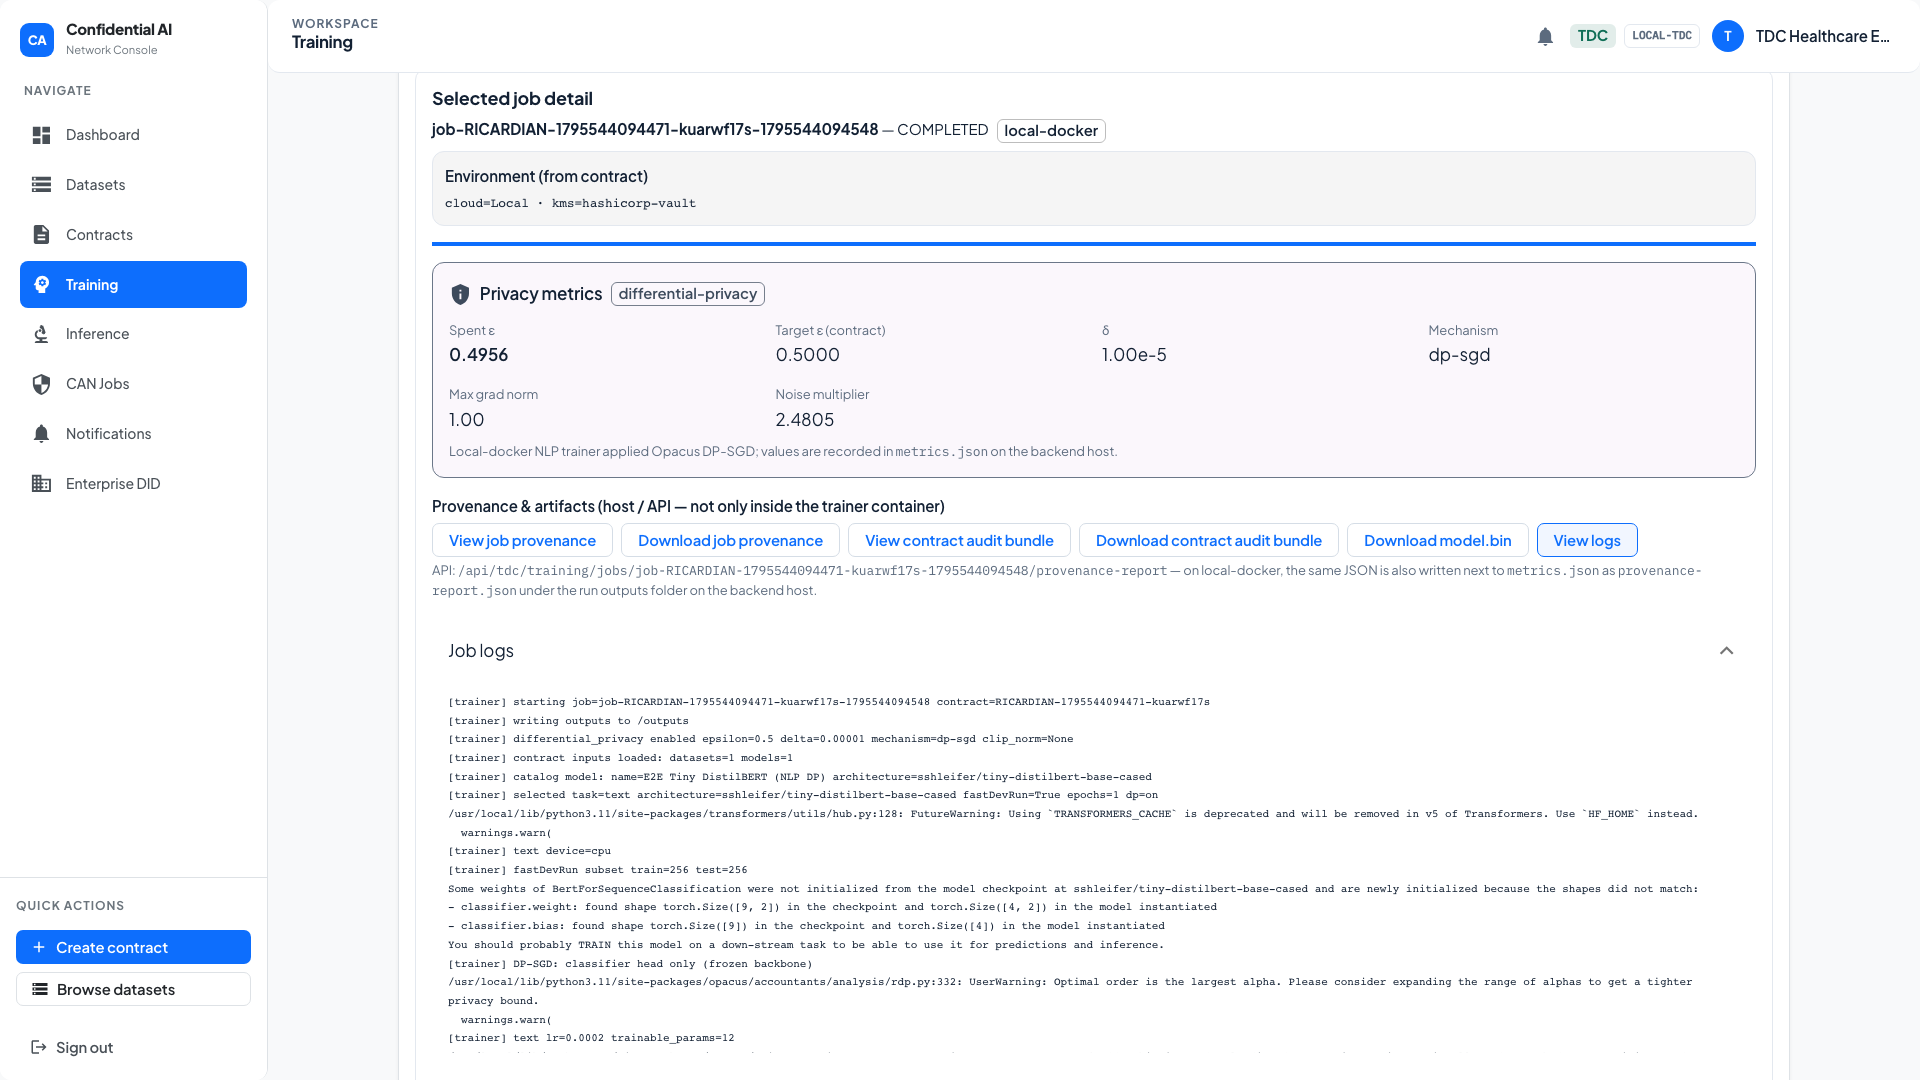 CA
Confidential AI
Network Console
NAVIGATE
Dashboard
Datasets
Contracts
Training
Inference
CAN Jobs
Notifications
Enterprise DID
QUICK ACTIONS
+ Create contract
Browse datasets
Sign out
WORKSPACE
Training
TDC
LOCAL-TDC
T
TDC Healthcare E...
Selected job detail
job-RICARDIAN-1795544094471-kuarwf17s-1795544094548 — COMPLETED local-docker
Environment (from contract)
cloud=Local · kms=hashicorp-vault
Privacy metrics differential-privacy
Spent ε Target ε (contract) δ Mechanism
0.4956 0.5000 1.00e-5 dp-sgd
Max grad norm Noise multiplier
1.00 2.4805
Local-docker NLP trainer applied Opacus DP-SGD; values are recorded in metrics.json on the backend host.
Provenance & artifacts (host / API — not only inside the trainer container)
View job provenance Download job provenance View contract audit bundle Download contract audit bundle Download model.bin View logs
API: /api/tdc/training/jobs/job-RICARDIAN-1795544094471-kuarwf17s-1795544094548/provenance-report — on local-docker, the same JSON is also written next to metrics.json as provenance-
report.json under the run outputs folder on the backend host.
Job logs
[trainer] starting job=job-RICARDIAN-1795544094471-kuarwf17s-1795544094548 contract=RICARDIAN-1795544094471-kuarwf17s
[trainer] writing outputs to /outputs
[trainer] differential_privacy enabled epsilon=0.5 delta=0.00001 mechanism=dp-sgd clip_norm=None
[trainer] contract inputs loaded: datasets=1 models=1
[trainer] catalog model: name=E2E Tiny DistilBERT (NLP DP) architecture=sshleifer/tiny-distilbert-base-cased
[trainer] selected task=text architecture=sshleifer/tiny-distilbert-base-cased fastDevRun=True epochs=1 dp=on
/usr/local/lib/python3.11/site-packages/transformers/utils/hub.py:128: FutureWarning: Using `TRANSFORMERS_CACHE` is deprecated and will be removed in v5 of Transformers. Use `HF_HOME` instead.
warnings.warn(
[trainer] text device=cpu
[trainer] fastDevRun subset train=256 test=256
Some weights of BertForSequenceClassification were not initialized from the model checkpoint at sshleifer/tiny-distilbert-base-cased and are newly initialized because the shapes did not match:
- classifier.weight: found shape torch.Size([9, 2]) in the checkpoint and torch.Size([4, 2]) in the model instantiated
- classifier.bias: found shape torch.Size([9]) in the checkpoint and torch.Size([4]) in the model instantiated
You should probably TRAIN this model on a down-stream task to be able to use it for predictions and inference.
[trainer] DP-SGD: classifier head only (frozen backbone)
/usr/local/lib/python3.11/site-packages/opacus/accountants/analysis/rdp.py:332: UserWarning: Optimal order is the largest alpha. Please consider expanding the range of alphas to get a tighter
privacy bound.
warnings.warn(
[trainer] text lr=0.0002 trainable_params=12